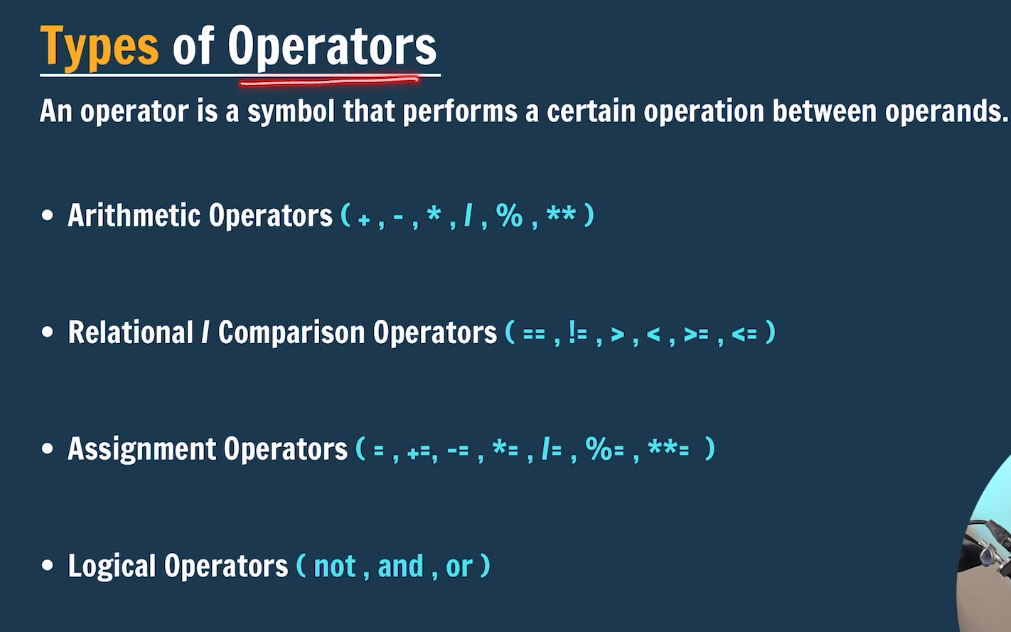 Types of Operators
An operator is a symbol that performs a certain operation between operands.
• Arithmetic Operators ( + , - , * , / , % , ** )
• Relational / Comparison Operators ( == , != , > , < , >= , <= )
• Assignment Operators ( = , +=, -= , *= , /= , %= , **= )
• Logical Operators ( not , and , or )